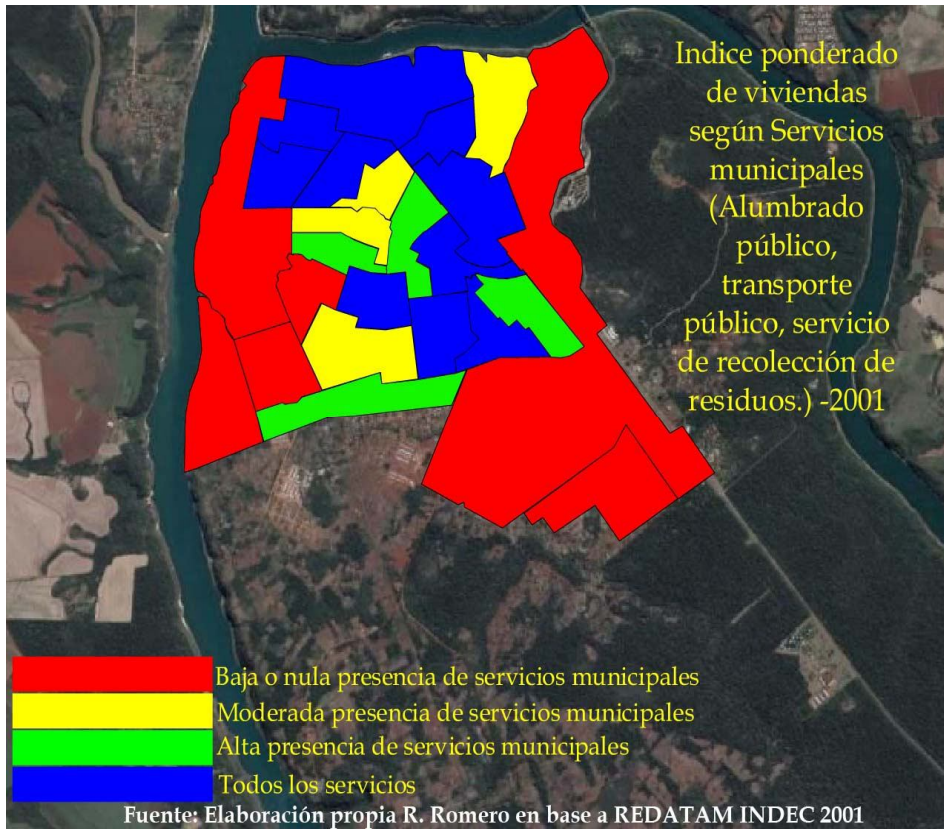 Indice ponderado
de viviendas
según Servicios
municipales
(Alumbrado
público,
transporte
público, servicio
de recolección de
residuos.) -2001
Baja o nula presencia de servicios municipales
Moderada presencia de servicios municipales
Alta presencia de servicios municipales
Todos los servicios
Fuente: Elaboración propia R. Romero en base a REDATAM INDEC 2001